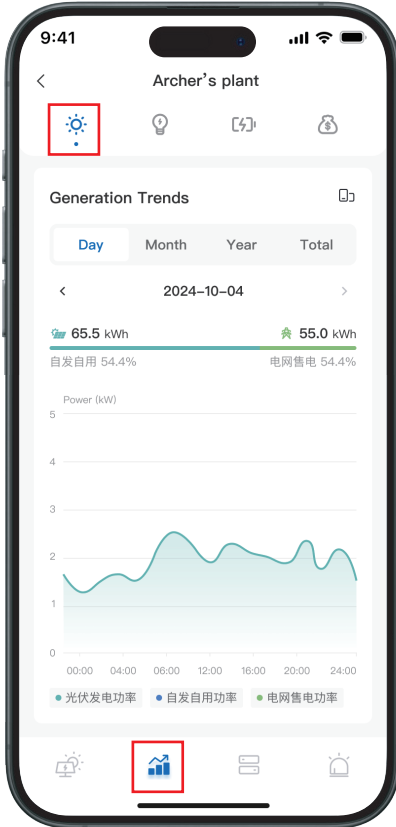 9:41
Archer's plant
Generation Trends
Day Month Year Total
2024-10-04
65.5 kWh 55.0 kWh
自发自用 54.4% 电网售电 54.4%
Power (kW)
5
4
3
2
1
0
00:00 04:00 06:00 12:00 16:00 20:00 24:00
光伏发电功率 自发自用功率 电网售电功率